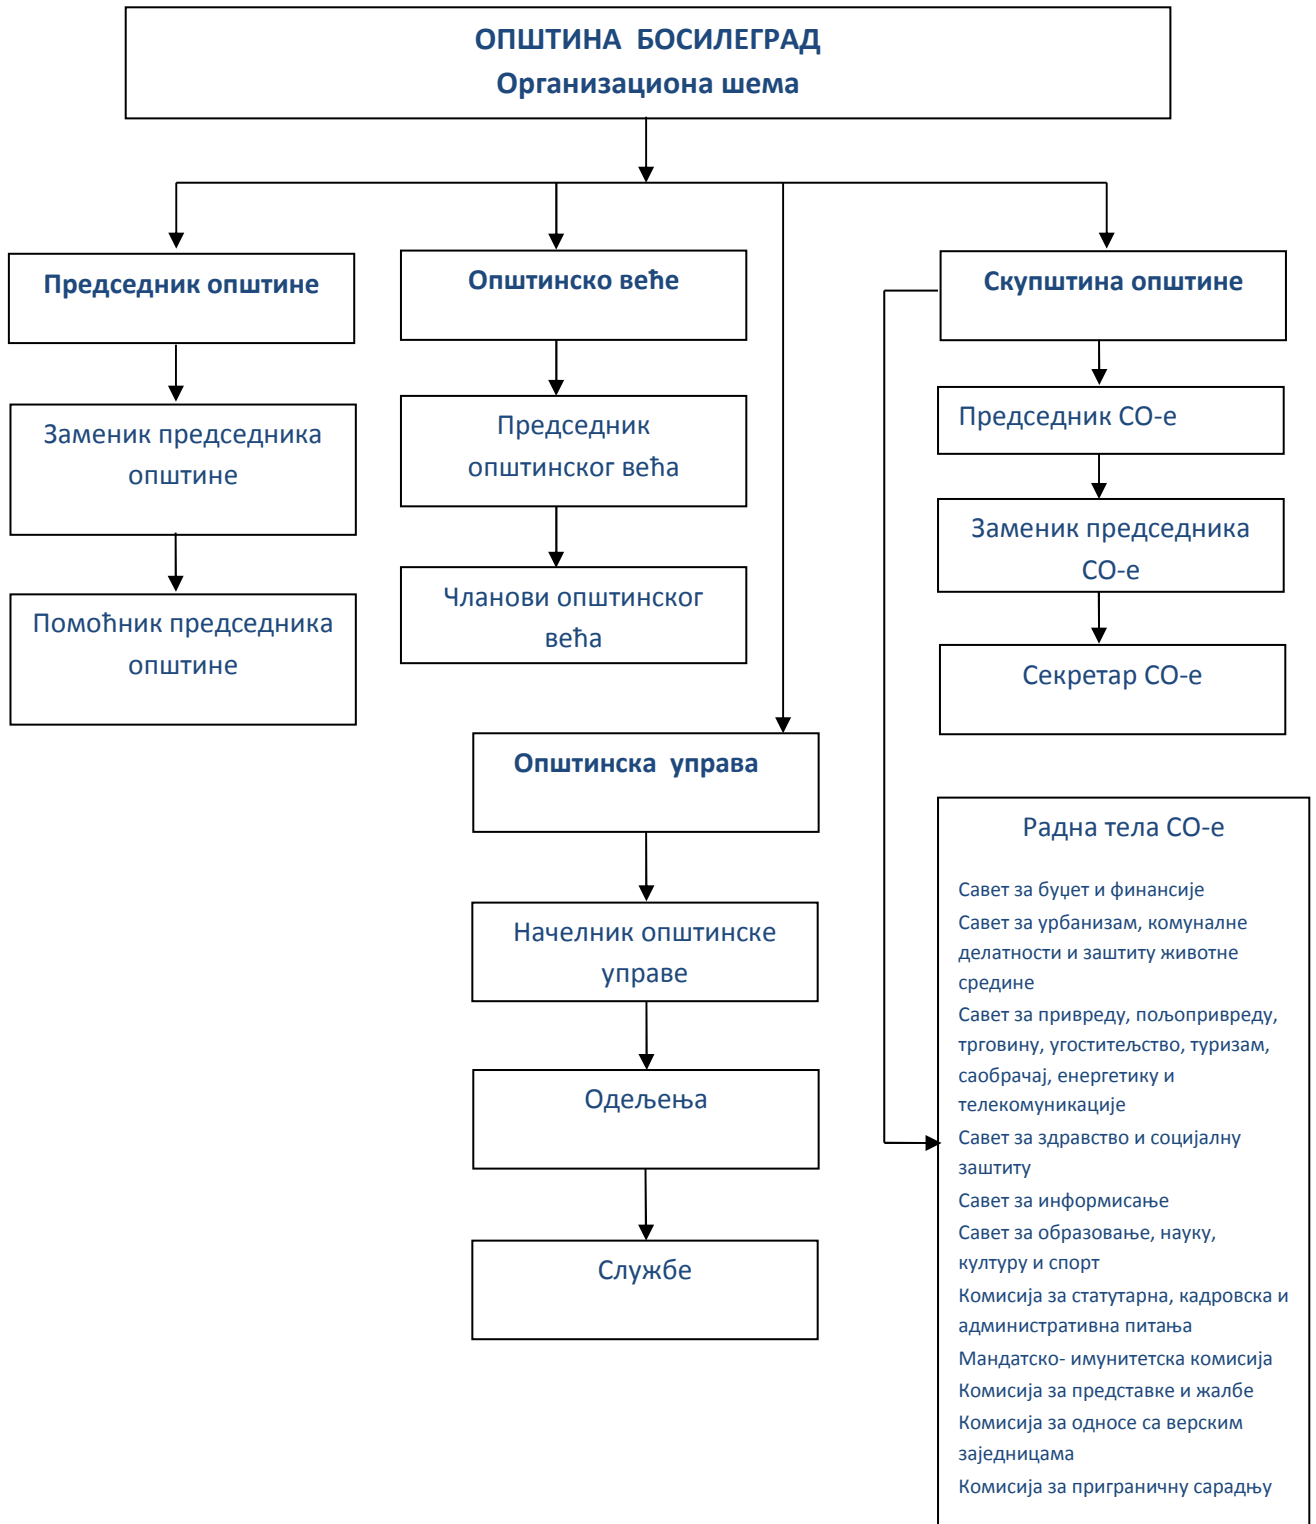 ОПШТИНА БОСИЛЕГРАД
Организациона шема
Председник општине
Заменик председника
општине
Помоћник председника
општине
Општинско веће
Председник
општинског већа
Чланови општинског
већа
Општинска управа
Начелник општинске
управе
Одељења
Службе
Скупштина општине
Председник СО-е
Заменик председника
СО-е
Секретар СО-е
Радна тела СО-е
Савет за буџет и финансије
Савет за урбанизам, комуналне
делатности и заштиту животне
средине
Савет за привреду, пољопривреду,
трговину, угоститељство, туризам,
саобрачај, енергетику и
телекомуникације
Савет за здравство и социјалну
заштиту
Савет за информисање
Савет за образовање, науку,
културу и спорт
Комисија за статутарна, кадровска и
административна питања
Мандатско- имунитетска комисија
Комисија за представке и жалбе
Комисија за односе са верским
заједницама
Комисија за приграничну сарадњу